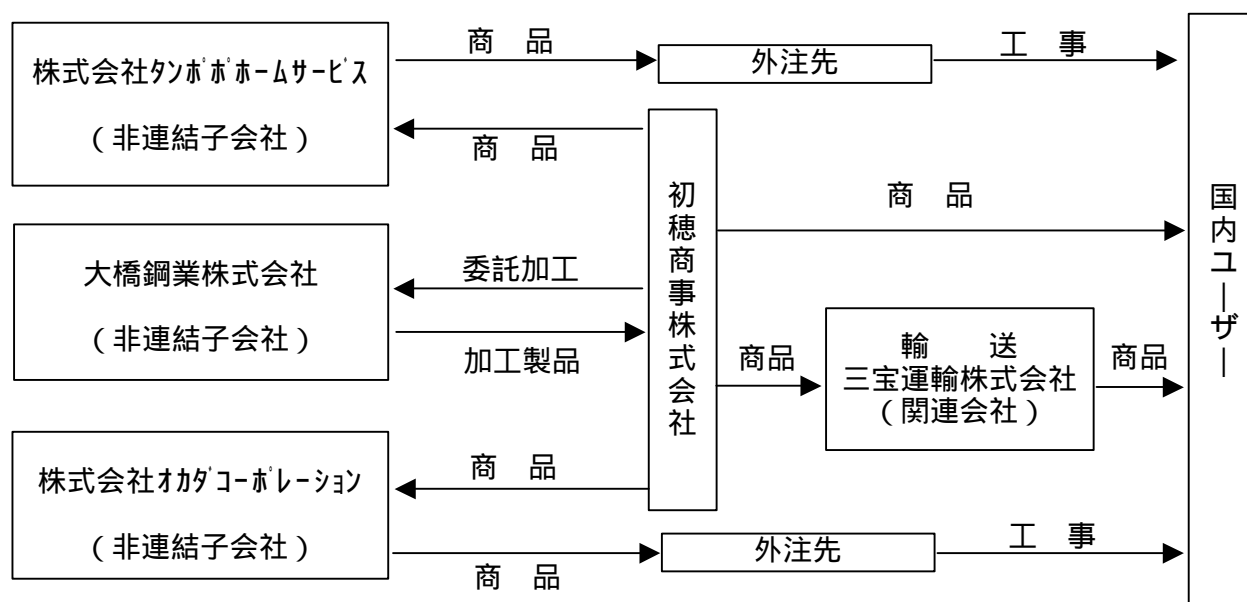 商　品
外注先
工　事
株式会社ﾀﾝﾎﾟﾎﾟﾎｰﾑｻｰﾋﾞｽ
（非連結子会社）
商　品
初穂商事株式会社
商　品
国内ユーザー
大橋鋼業株式会社
（非連結子会社）
委託加工
加工製品
商品
輸　　送
三宝運輸株式会社
（関連会社）
商品
株式会社ｵｶﾀﾞｺｰﾎﾟﾚｰｼｮﾝ
（非連結子会社）
商　品
商　品
外注先
工　事